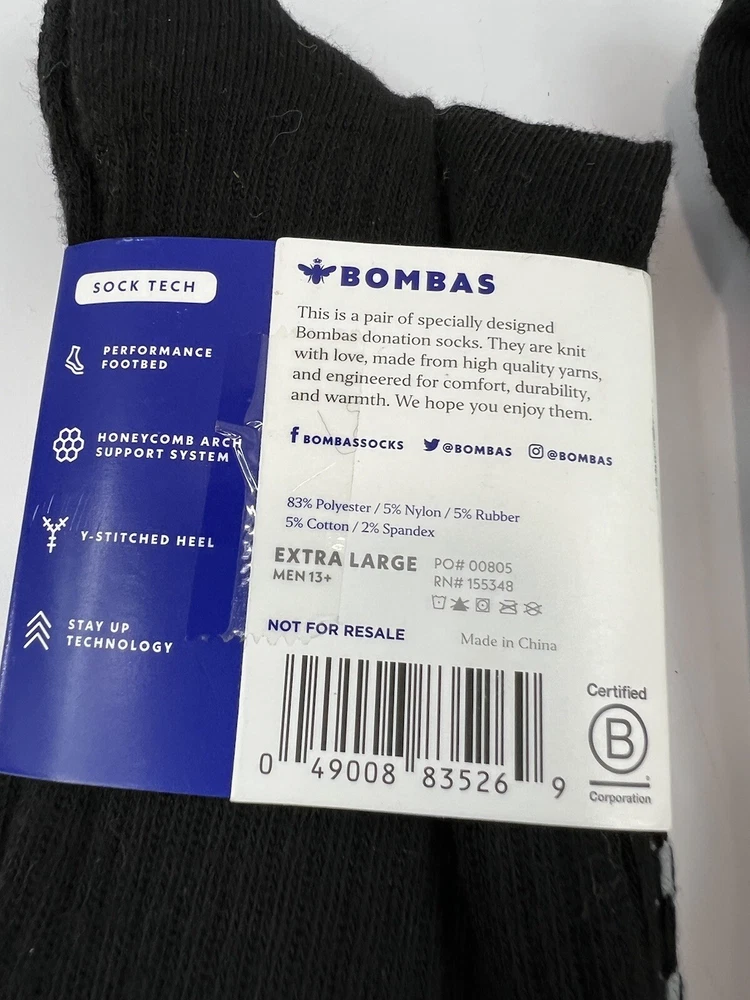 SOCK TECH
PERFORMANCE
FOOTBED
HONEYCOMB ARCH
SUPPORT SYSTEM
Y-STITCHED HEEL
STAY UP
TECHNOLOGY
BOMBAS
This is a pair of specially designed
Bombas donation socks. They are knit
with love, made from high quality yarns,
and engineered for comfort, durability,
and warmth. We hope you enjoy them.
f BOMBASSOCKS @BOMBAS @BOMBAS
83% Polyester / 5% Nylon / 5% Rubber
5% Cotton / 2% Spandex
EXTRA LARGE
MEN 13+
PO# 00805
RN# 155348
NOT FOR RESALE
Made in China
0 49008 83526 9
Certified
B
Corporation